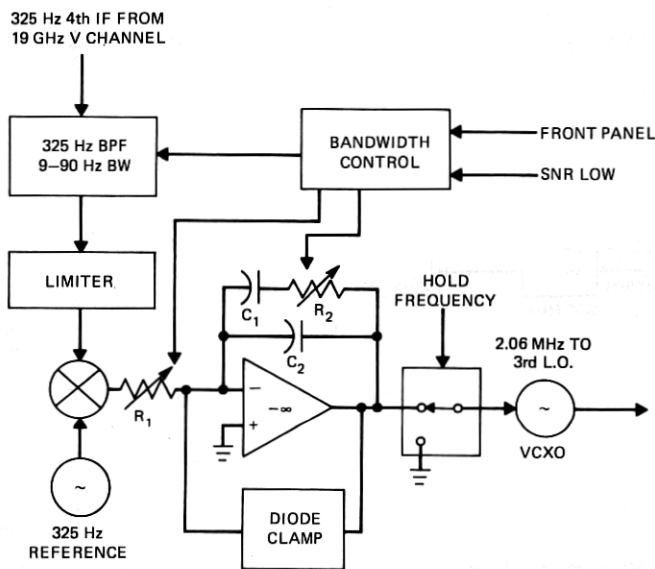 325 Hz 4th IF FROM
19 GHz V CHANNEL
325 Hz BPF
9–90 Hz BW
BANDWIDTH
CONTROL
FRONT PANEL
SNR LOW
LIMITER
C1
R2
C2
HOLD
FREQUENCY
2.06 MHz TO
3rd L.O.
R1
−
−∞
+
~
VCXO
~
325 Hz
REFERENCE
DIODE
CLAMP